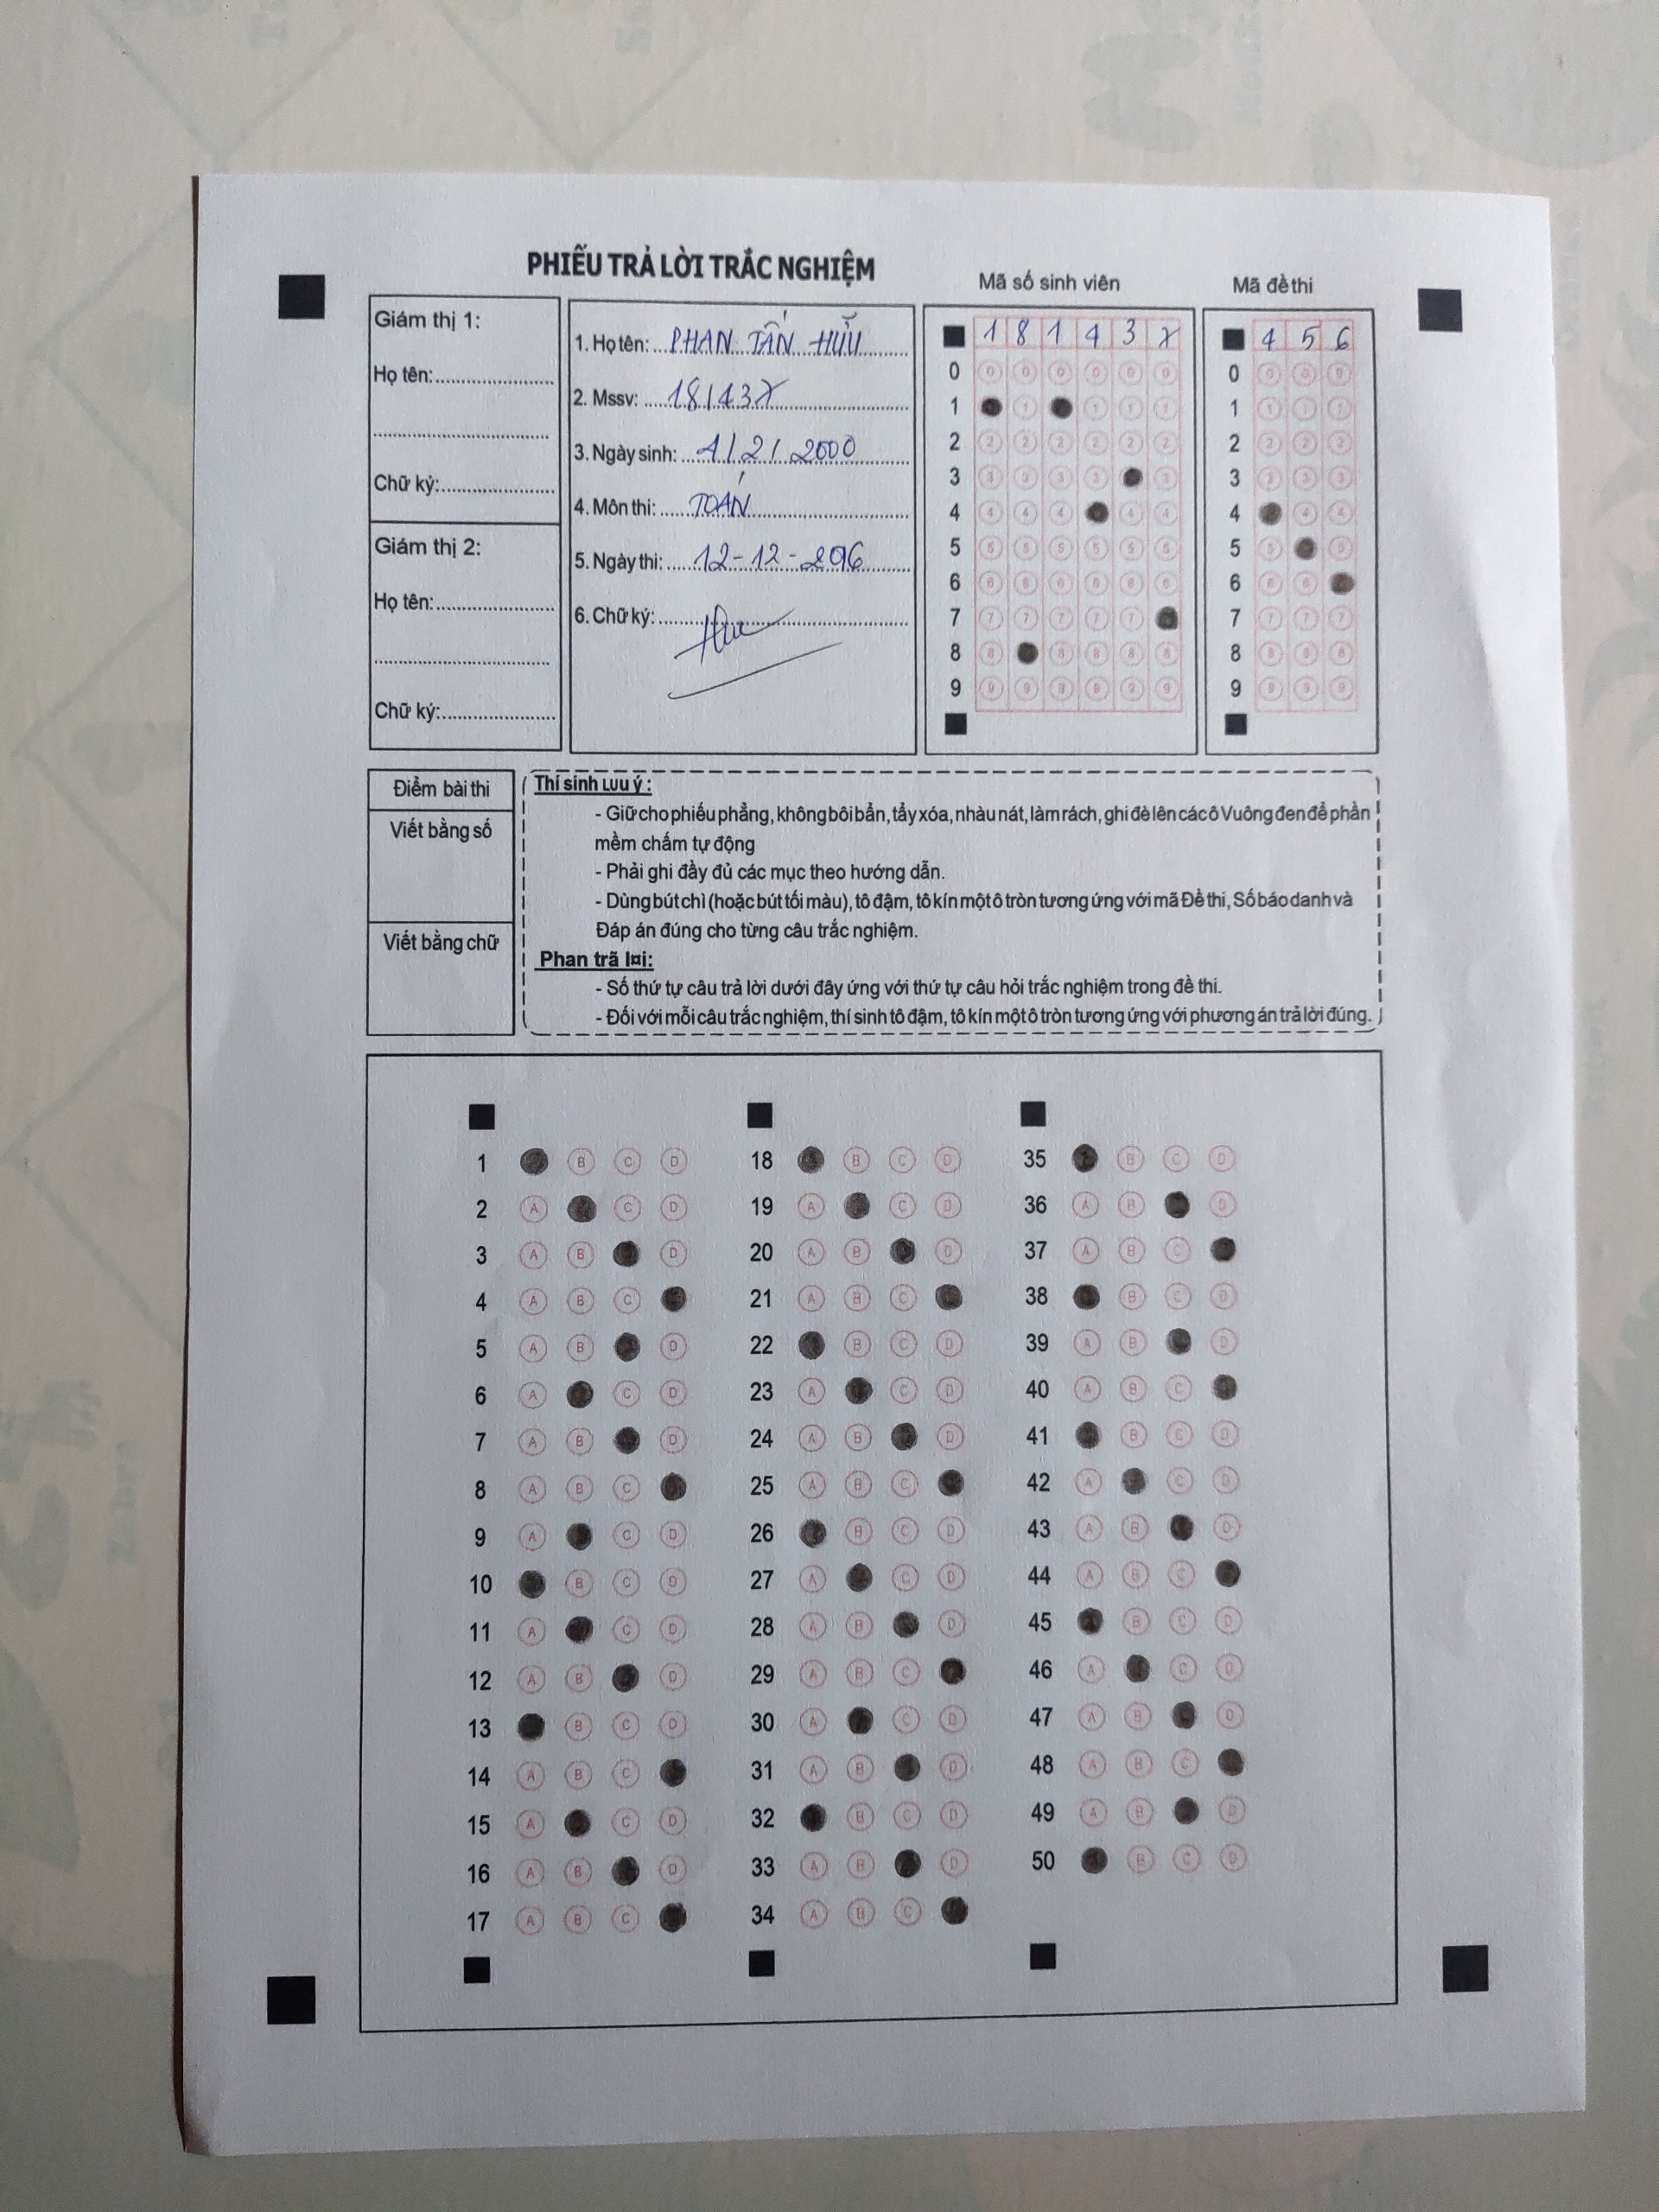 PHIẾU TRẢ LỜI TRẮC NGHIỆM
Mã số sinh viên
Mã đề thi
Giám thị 1:
Họ tên:
Chữ ký:
Giám thị 2:
Họ tên:
Chữ ký:
1. Họ tên: PHAN TẤN HỮU
2. Mssv: 181437
3. Ngày sinh: 1/2/2000
4. Môn thi: TOÁN
5. Ngày thi: 12-12-
6. Chữ ký:
1 8 1 4 3 7
0 0 0 0 0 0 0
1 1 1 1 1
2 2 2 2 2 2 2
3 3 3 3 3 3
4 4 4 4 4 4
5 5 5 5 5 5 5
6 6 6 6 6 6 6
7 7 7 7 7 7
8 8 8 8 8 8
9 9 9 9 9 9 9
4 5 6
0 0 0 0
1 1 1 1
2 2 2 2
3 3 3 3
4 4 4
5 5 5
6 6 6
7 7 7 7
8 8 8 8
9 9 9 9
Điểm bài thi
Viết bằng số
Viết bằng chữ
Thí sinh Lưu ý :
- Giữ cho phiếu phẳng, không bôi bẩn, tẩy xóa, nhàu nát, làm rách, ghi đè lên các ô Vuông đen để phần
mềm chấm tự động
- Phải ghi đầy đủ các mục theo hướng dẫn.
- Dùng bút chì (hoặc bút tối màu), tô đậm, tô kín một ô tròn tương ứng với mã Đề thi, Số báo danh và
Đáp án đúng cho từng câu trắc nghiệm.
Phan trã l¤i:
- Số thứ tự câu trả lời dưới đây ứng với thứ tự câu hỏi trắc nghiệm trong đề thi.
- Đối với mỗi câu trắc nghiệm, thí sinh tô đậm, tô kín một ô tròn tương ứng với phương án trả lời đúng.
1 B C D
2 A C D
3 A B D
4 A B C
5 A B D
6 A C D
7 A B D
8 A B C
9 A C D
10 B C D
11 A C D
12 A B D
13 B C D
14 A B C
15 A C D
16 A B D
17 A B C
18 B C D
19 A C D
20 A B D
21 A B C
22 B C D
23 A C D
24 A B D
25 A B C
26 B C D
27 A C D
28 A B D
29 A B C
30 A C D
31 A B D
32 B C D
33 A B D
34 A B C
35 B C D
36 A B D
37 A B C
38 B C D
39 A B D
40 A B C
41 B C D
42 A C D
43 A B D
44 A B C
45 B C D
46 A C D
47 A B D
48 A B C
49 A B D
50 B C D